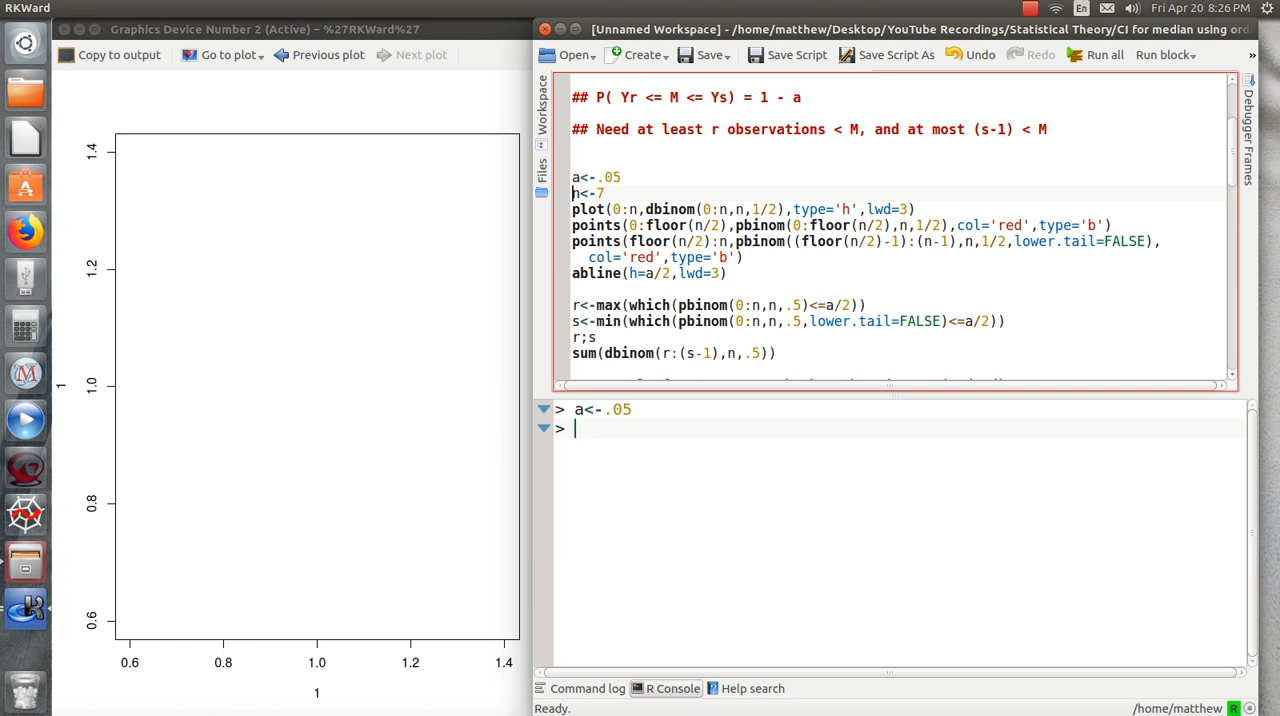 RKWard
En
Fri Apr 20 8:26 PM
Graphics Device Number 2 (Active) – %27RKWard%27
[Unnamed Workspace] - /home/matthew/Desktop/YouTube Recordings/Statistical Theory/CI for median using ord
Copy to output
Go to plot
Previous plot
Next plot
Open
Create
Save
Save Script
Save Script As
Undo
Redo
Run all
Run block
»
Workspace
Files
Debugger Frames
## P( Yr <= M <= Ys) = 1 - a
## Need at least r observations < M, and at most (s-1) < M
a<-.05
n<-7
plot(0:n,dbinom(0:n,n,1/2),type='h',lwd=3)
points(0:floor(n/2),pbinom(0:floor(n/2),n,1/2),col='red',type='b')
points(floor(n/2):n,pbinom((floor(n/2)-1):(n-1),n,1/2,lower.tail=FALSE),
col='red',type='b')
abline(h=a/2,lwd=3)
r<-max(which(pbinom(0:n,n,.5)<=a/2))
s<-min(which(pbinom(0:n,n,.5,lower.tail=FALSE)<=a/2))
r;s
sum(dbinom(r:(s-1),n,.5))
> a<-.05
>
1.4
1.2
1.0
0.8
0.6
1
0.6 0.8 1.0 1.2 1.4
1
Command log
R Console
Help search
Ready.
/home/matthew
R